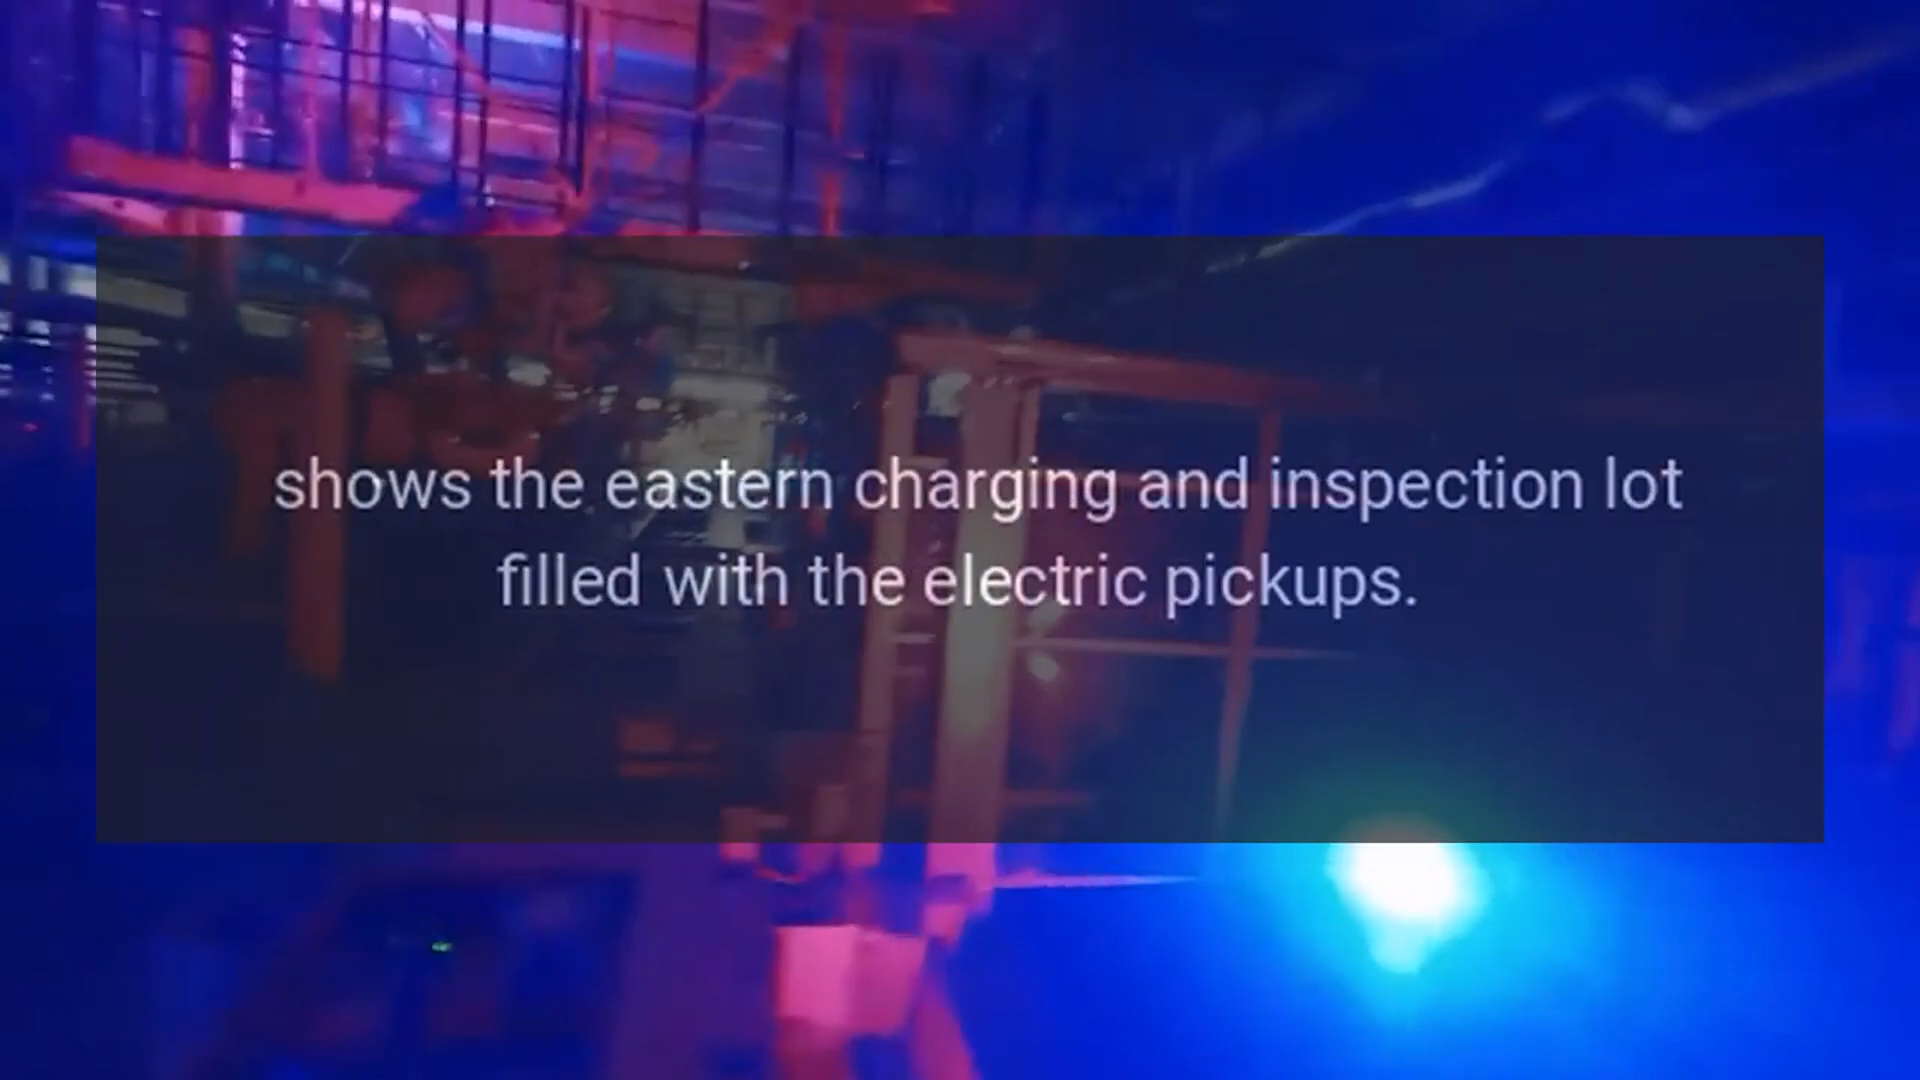 shows the eastern charging and inspection lot
filled with the electric pickups.